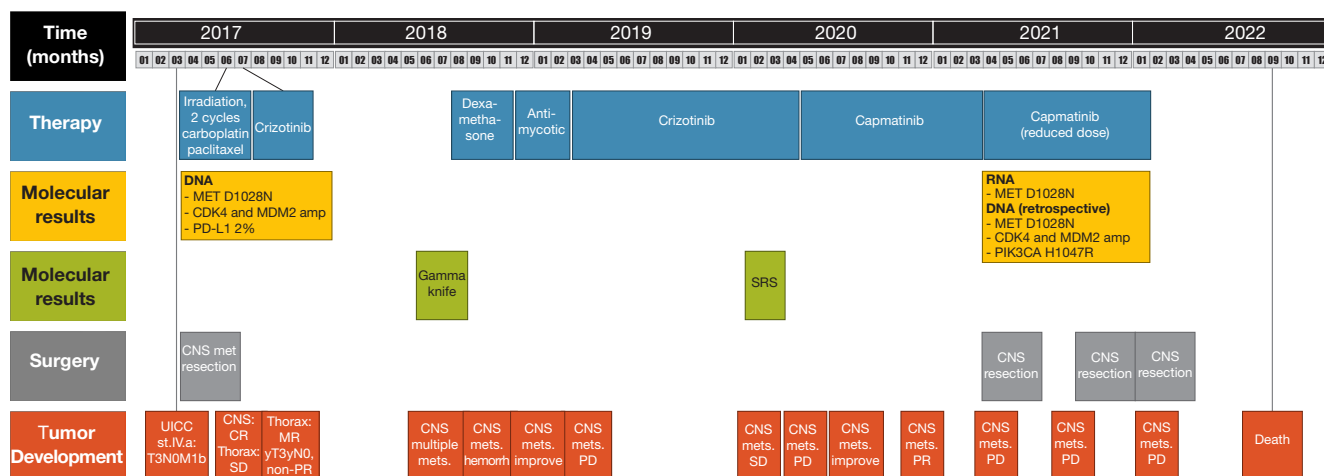 Time
(months)
2017
2018
2019
2020
2021
2022
01 02 03 04 05 06 07 08 09 10 11 12 01 02 03 04 05 06 07 08 09 10 11 12 01 02 03 04 05 06 07 08 09 10 11 12 01 02 03 04 05 06 07 08 09 10 11 12 01 02 03 04 05 06 07 08 09 10 11 12 01 02 03 04 05 06 07 08 09 10 11 12
Therapy
Irradiation,
2 cycles
carboplatin
paclitaxel
Crizotinib
Dexa-
metha-
sone
Anti-
mycotic
Crizotinib
Capmatinib
Capmatinib
(reduced dose)
Molecular
results
DNA
- MET D1028N
- CDK4 and MDM2 amp
- PD-L1 2%
RNA
- MET D1028N
DNA (retrospective)
- MET D1028N
- CDK4 and MDM2 amp
- PIK3CA H1047R
Molecular
results
Gamma
knife
SRS
Surgery
CNS met
resection
CNS
resection
CNS
resection
CNS
resection
Tumor
Development
UICC
st.IV.a:
T3N0M1b
CNS:
CR
Thorax:
SD
Thorax:
MR
yT3yN0,
non-PR
CNS
multiple
mets.
CNS
mets.
hemorrh
CNS
mets.
improve
CNS
mets.
PD
CNS
mets.
SD
CNS
mets.
PD
CNS
mets.
improve
CNS
mets.
PR
CNS
mets.
PD
CNS
mets.
PD
CNS
mets.
PD
Death